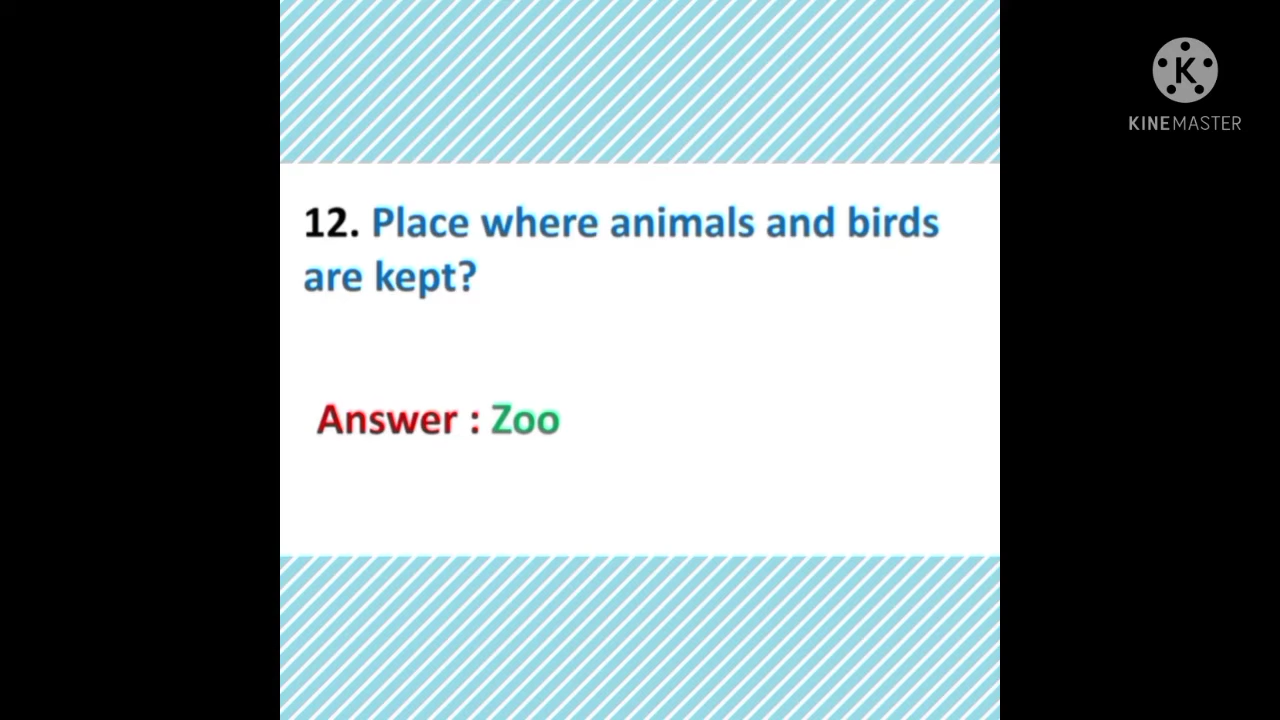 K
KINEMASTER
12. Place where animals and birds
are kept?
Answer : Zoo